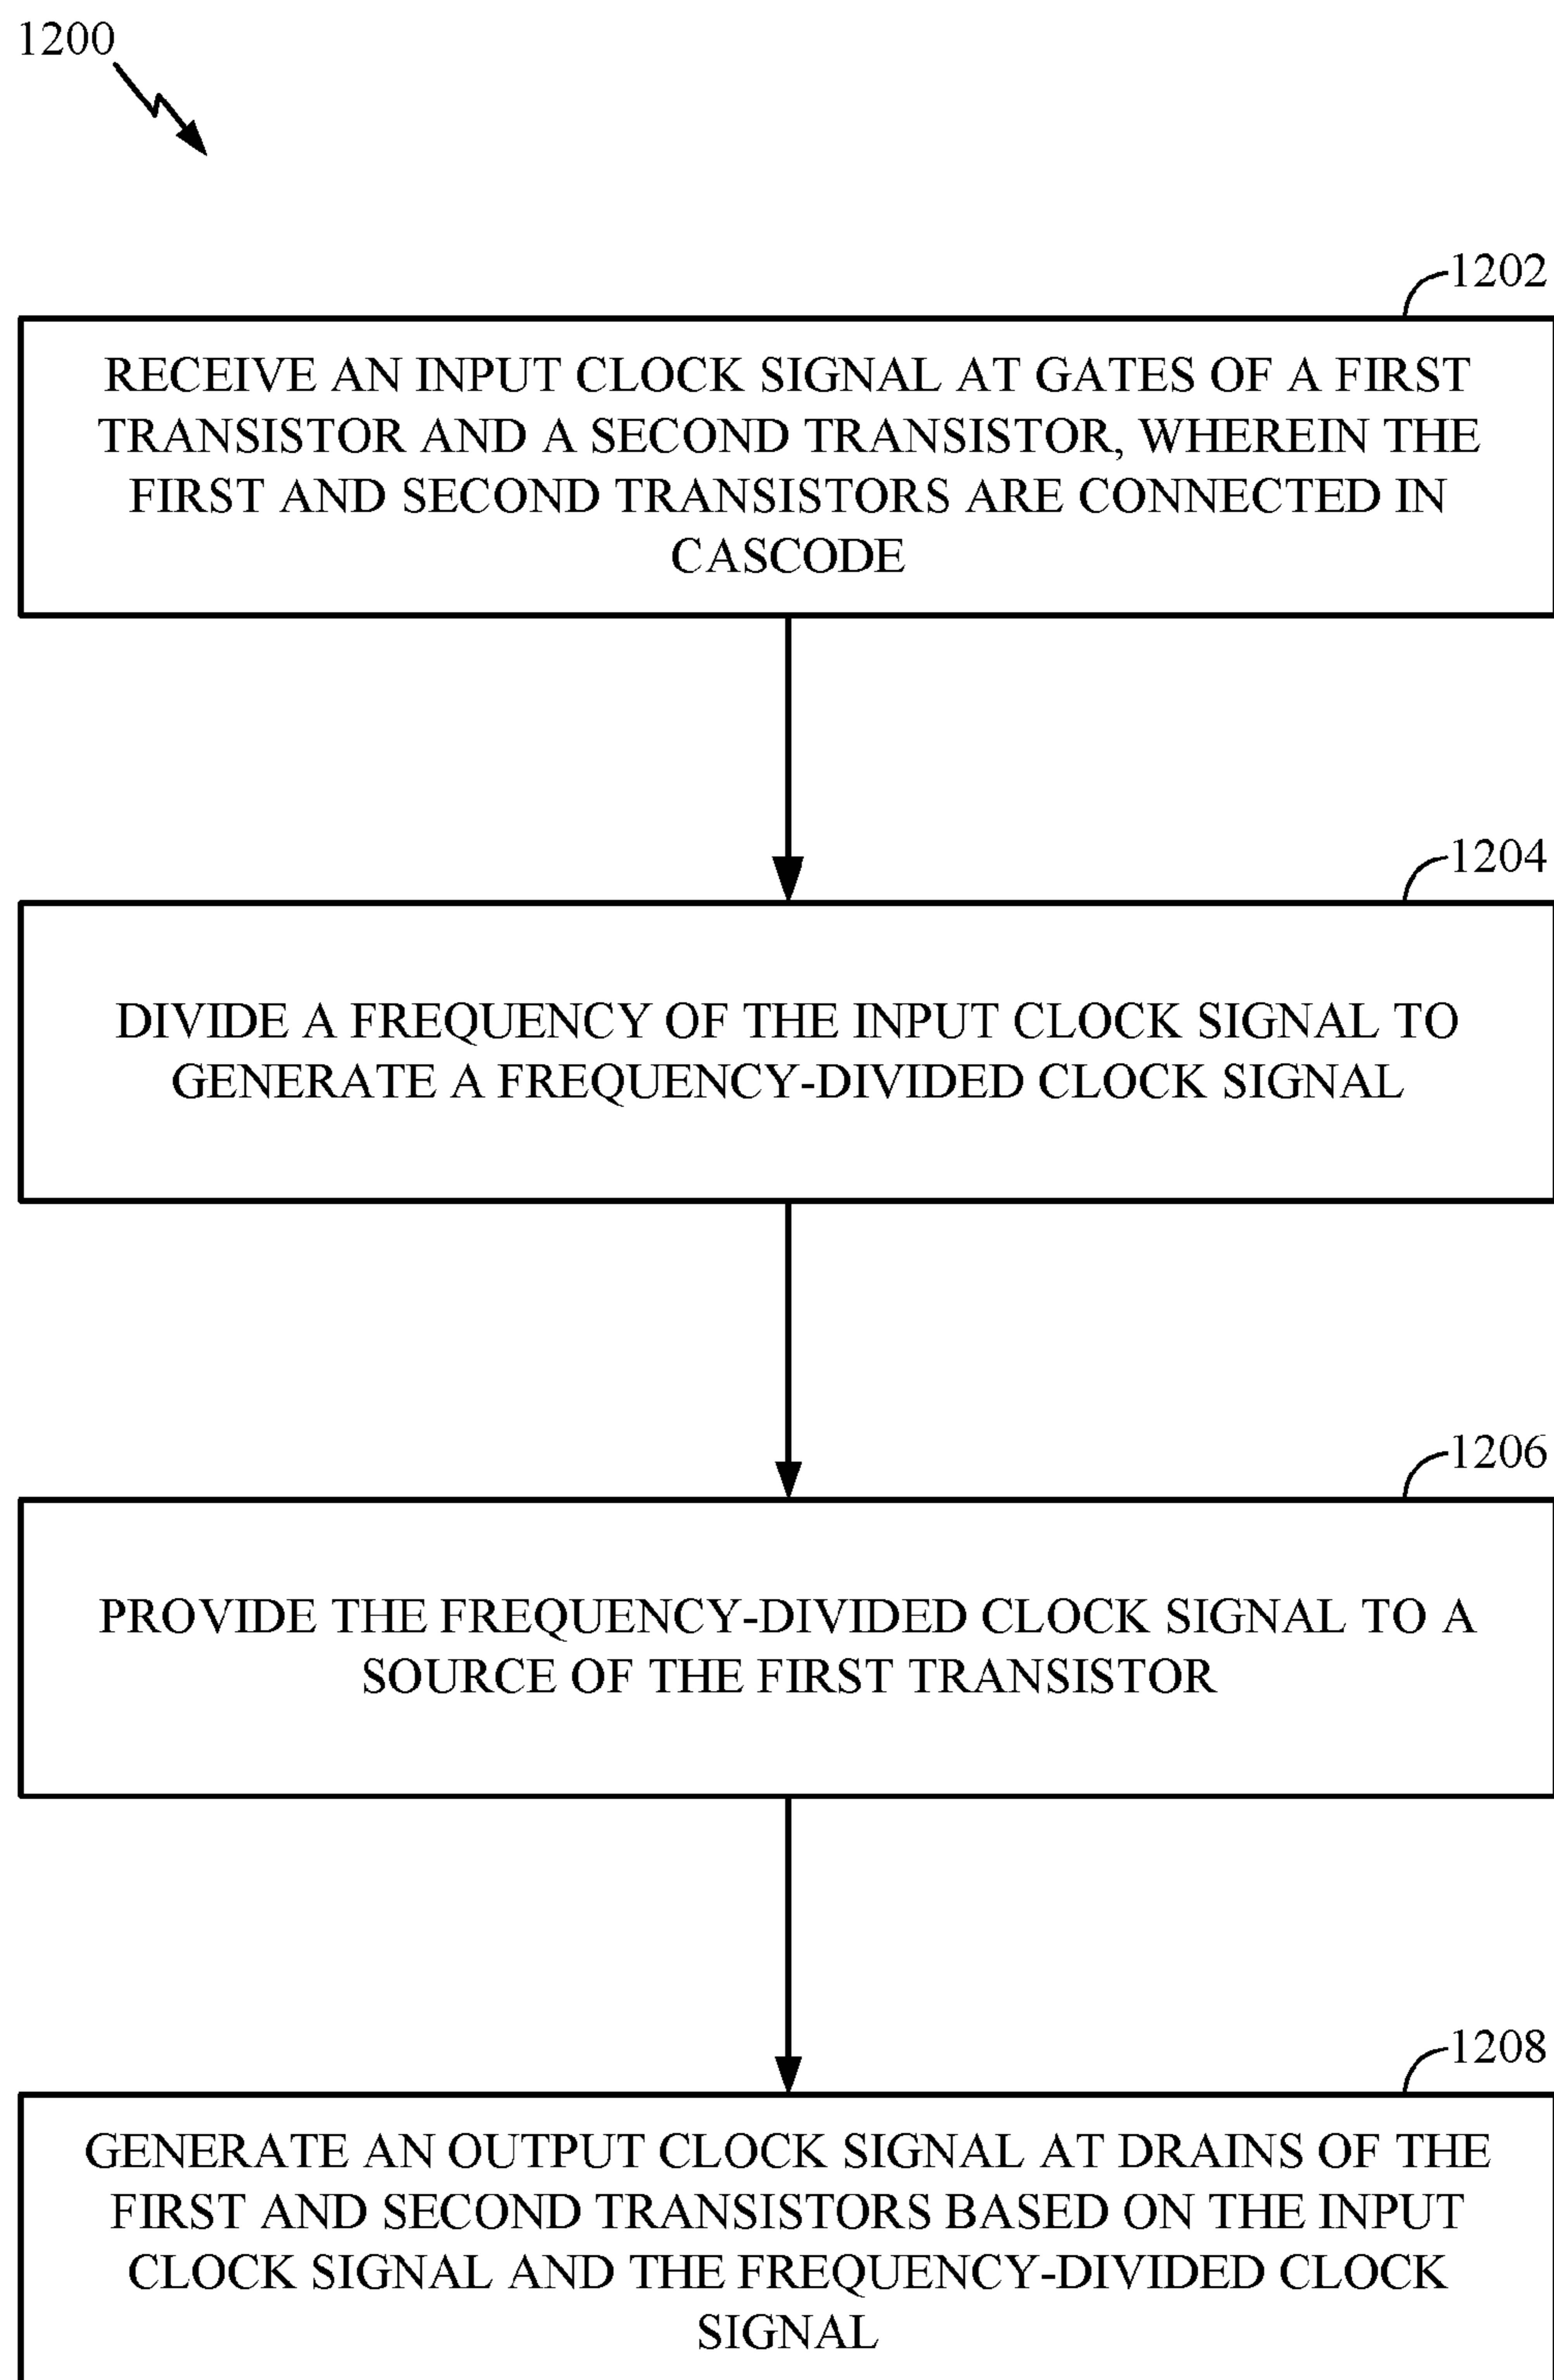 1200
1202
RECEIVE AN INPUT CLOCK SIGNAL AT GATES OF A FIRST
TRANSISTOR AND A SECOND TRANSISTOR, WHEREIN THE
FIRST AND SECOND TRANSISTORS ARE CONNECTED IN
CASCODE
1204
DIVIDE A FREQUENCY OF THE INPUT CLOCK SIGNAL TO
GENERATE A FREQUENCY-DIVIDED CLOCK SIGNAL
1206
PROVIDE THE FREQUENCY-DIVIDED CLOCK SIGNAL TO A
SOURCE OF THE FIRST TRANSISTOR
1208
GENERATE AN OUTPUT CLOCK SIGNAL AT DRAINS OF THE
FIRST AND SECOND TRANSISTORS BASED ON THE INPUT
CLOCK SIGNAL AND THE FREQUENCY-DIVIDED CLOCK
SIGNAL